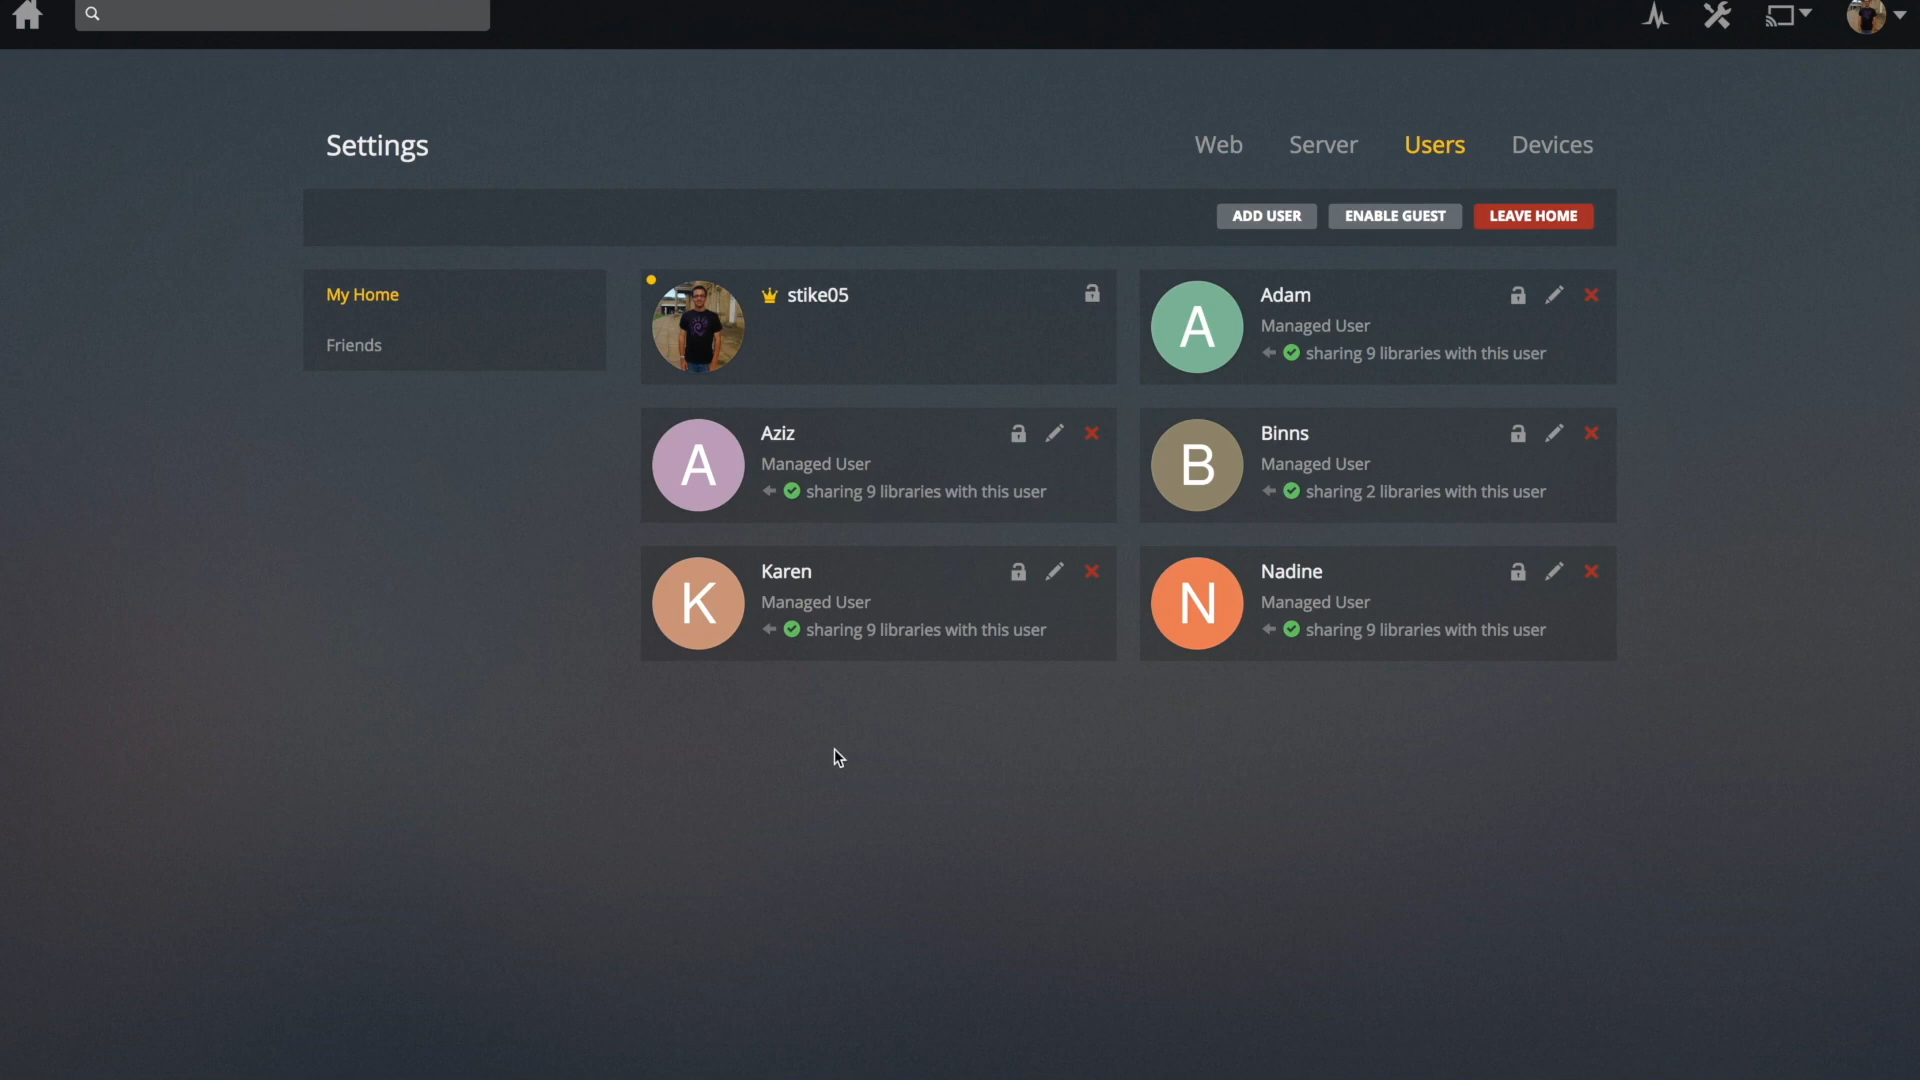 Settings
Web Server Users Devices
ADD USER ENABLE GUEST LEAVE HOME
My Home
Friends
stike05
A
Adam
Managed User
sharing 9 libraries with this user
A
Aziz
Managed User
sharing 9 libraries with this user
B
Binns
Managed User
sharing 2 libraries with this user
K
Karen
Managed User
sharing 9 libraries with this user
N
Nadine
Managed User
sharing 9 libraries with this user